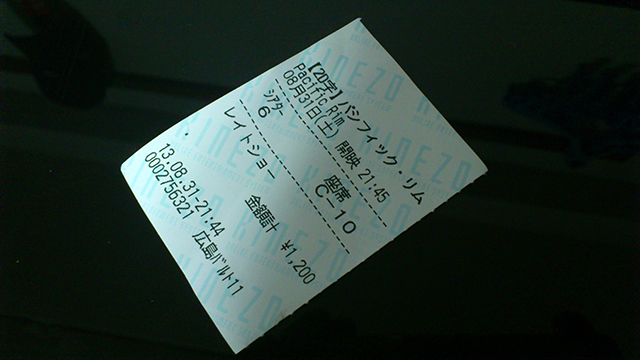 【2D字】パシフィック・リム
Pacific Rim
08月31日(土) 開映 21:45
シアター 座席
6 C-10
レイトショー 金額計 ¥1,200
13.08.31-21:44
0002756321 広島バルト11
KINEZO